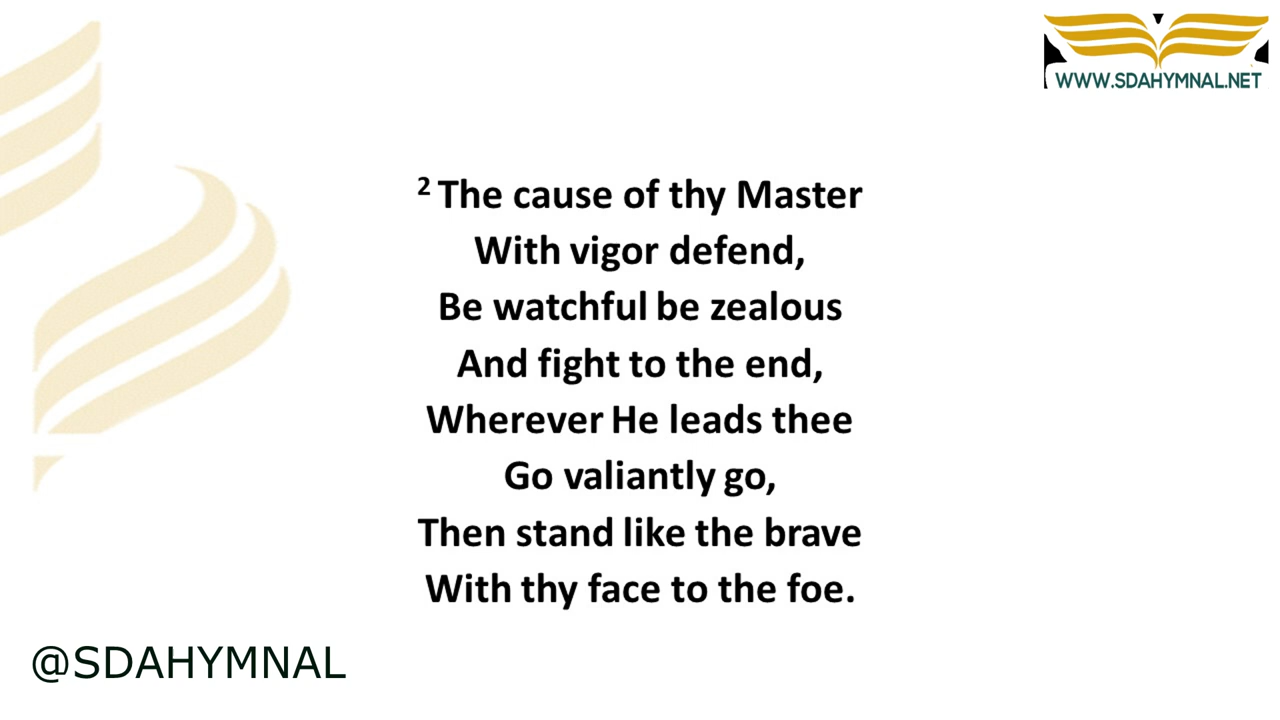 WWW.SDAHYMNAL.NET
2 The cause of thy Master
With vigor defend,
Be watchful be zealous
And fight to the end,
Wherever He leads thee
Go valiantly go,
Then stand like the brave
With thy face to the foe.
@SDAHYMNAL